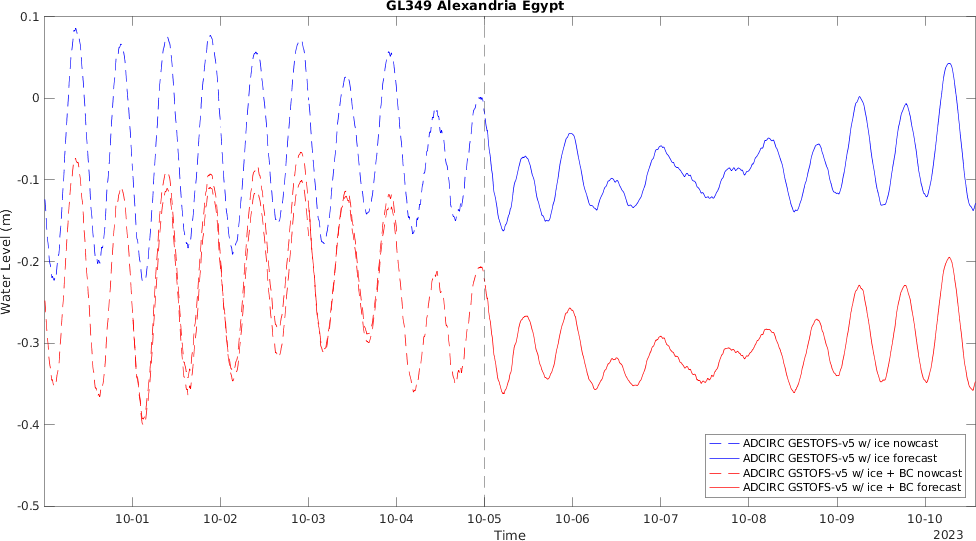 GL349 Alexandria Egypt
0.1
0
-0.1
-0.2
-0.3
-0.4
-0.5
Water Level (m)
10-01 10-02 10-03 10-04 10-05 10-06 10-07 10-08 10-09 10-10
Time
2023
ADCIRC GESTOFS-v5 w/ ice nowcast
ADCIRC GESTOFS-v5 w/ ice forecast
ADCIRC GSTOFS-v5 w/ ice + BC nowcast
ADCIRC GSTOFS-v5 w/ ice + BC forecast